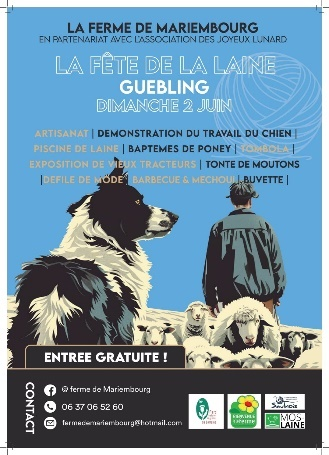 LA FERME DE MARIEMBOURG
EN PARTENARIAT AVEC L'ASSOCIATION DES JOYEUX LUNARD
LA FÊTE DE LA LAINE
GUEBLING
DIMANCHE 2 JUIN
ARTISANAT | DEMONSTRATION DU TRAVAIL DU CHIEN |
PISCINE DE LAINE | BAPTEMES DE PONEY | TOMBOLA |
EXPOSITION DE VIEUX TRACTEURS | TONTE DE MOUTONS
| DEFILE DE MODE | BARBECUE & MECHOUI | BUVETTE |
ENTREE GRATUITE !
CONTACT
@ ferme de Mariembourg
06 37 06 52 60
fermedemariembourg@hotmail.com
BIENVENUE
À LA FERME
MOS
LAINE